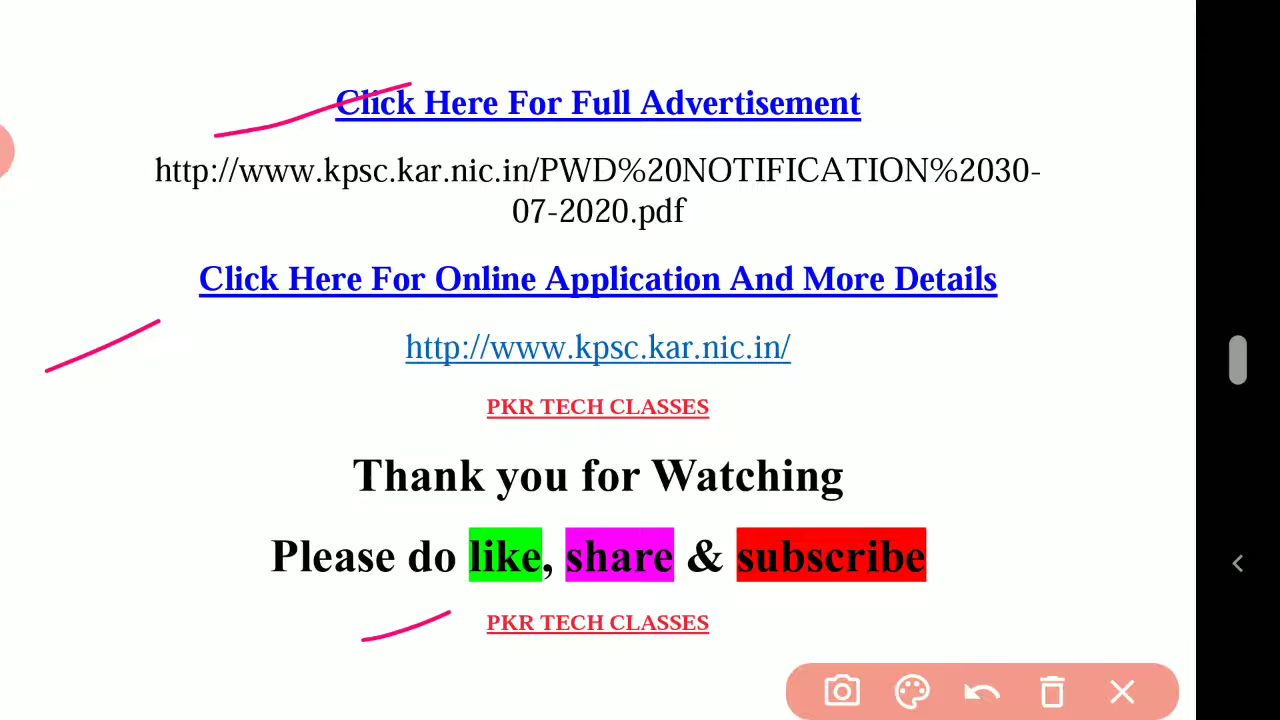 Click Here For Full Advertisement
http://www.kpsc.kar.nic.in/PWD%20NOTIFICATION%2030-
07-2020.pdf
Click Here For Online Application And More Details
http://www.kpsc.kar.nic.in/
PKR TECH CLASSES
Thank you for Watching
Please do like, share & subscribe
PKR TECH CLASSES